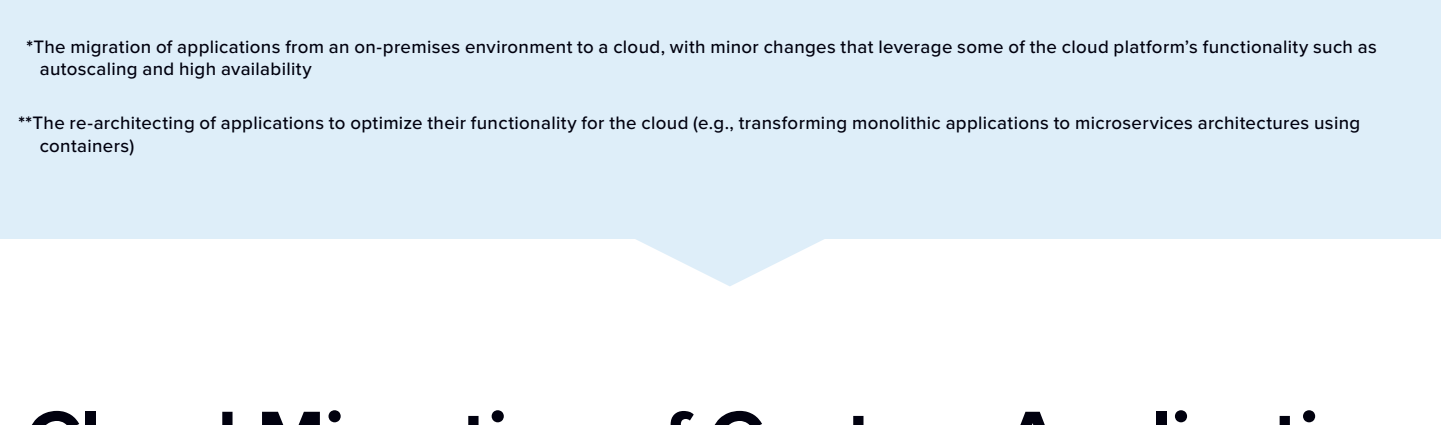 *The migration of applications from an on-premises environment to a cloud, with minor changes that leverage some of the cloud platform’s functionality such as
autoscaling and high availability
**The re-architecting of applications to optimize their functionality for the cloud (e.g., transforming monolithic applications to microservices architectures using
containers)